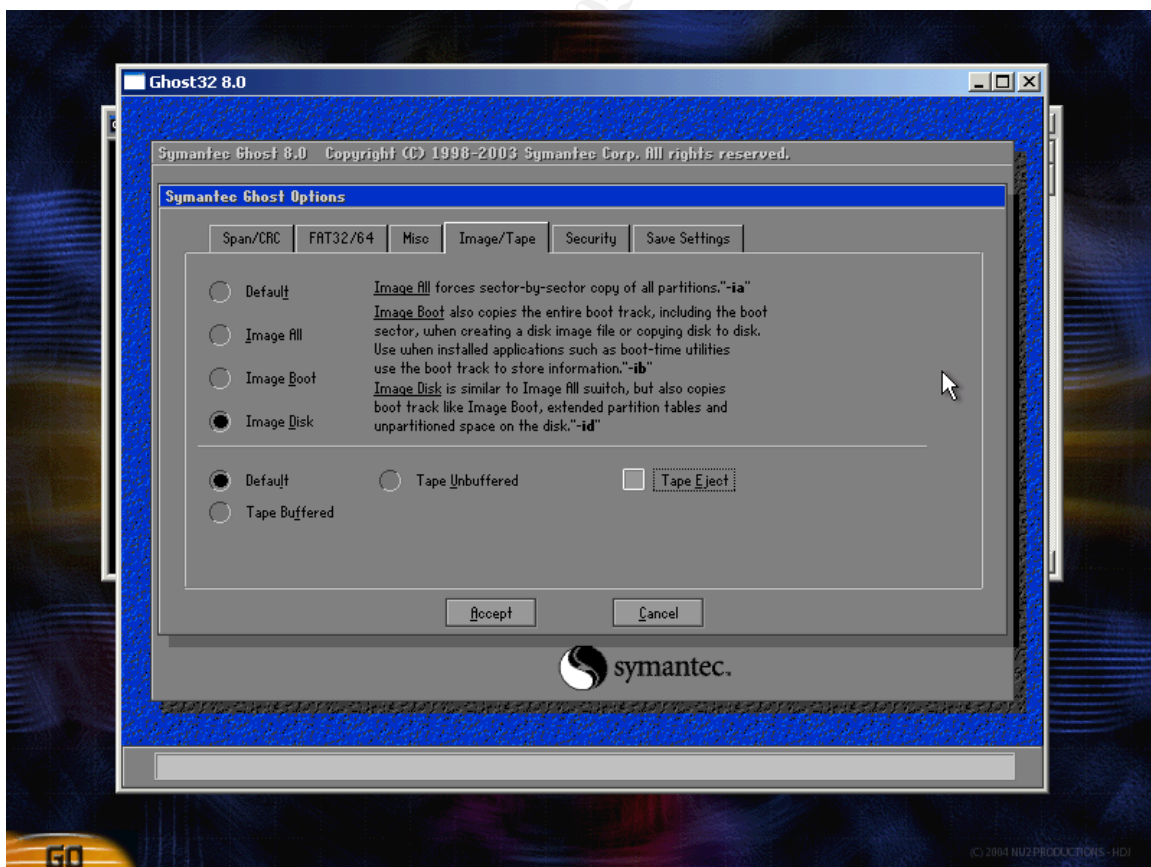 Ghost32 8.0
Symantec Ghost 8.0 Copyright (C) 1998-2003 Symantec Corp. All rights reserved.
Symantec Ghost Options
Span/CRC FAT32/64 Misc Image/Tape Security Save Settings
Default
Image All
Image Boot
Image Disk
Image All forces sector-by-sector copy of all partitions."-ia"
Image Boot also copies the entire boot track, including the boot
sector, when creating a disk image file or copying disk to disk.
Use when installed applications such as boot-time utilities
use the boot track to store information."-ib"
Image Disk is similar to Image All switch, but also copies
boot track like Image Boot, extended partition tables and
unpartitioned space on the disk."-id"
Default Tape Unbuffered Tape Eject
Tape Buffered
Accept Cancel
symantec.
GO
(C) 2004 NU2PRODUCTIONS - HDJ